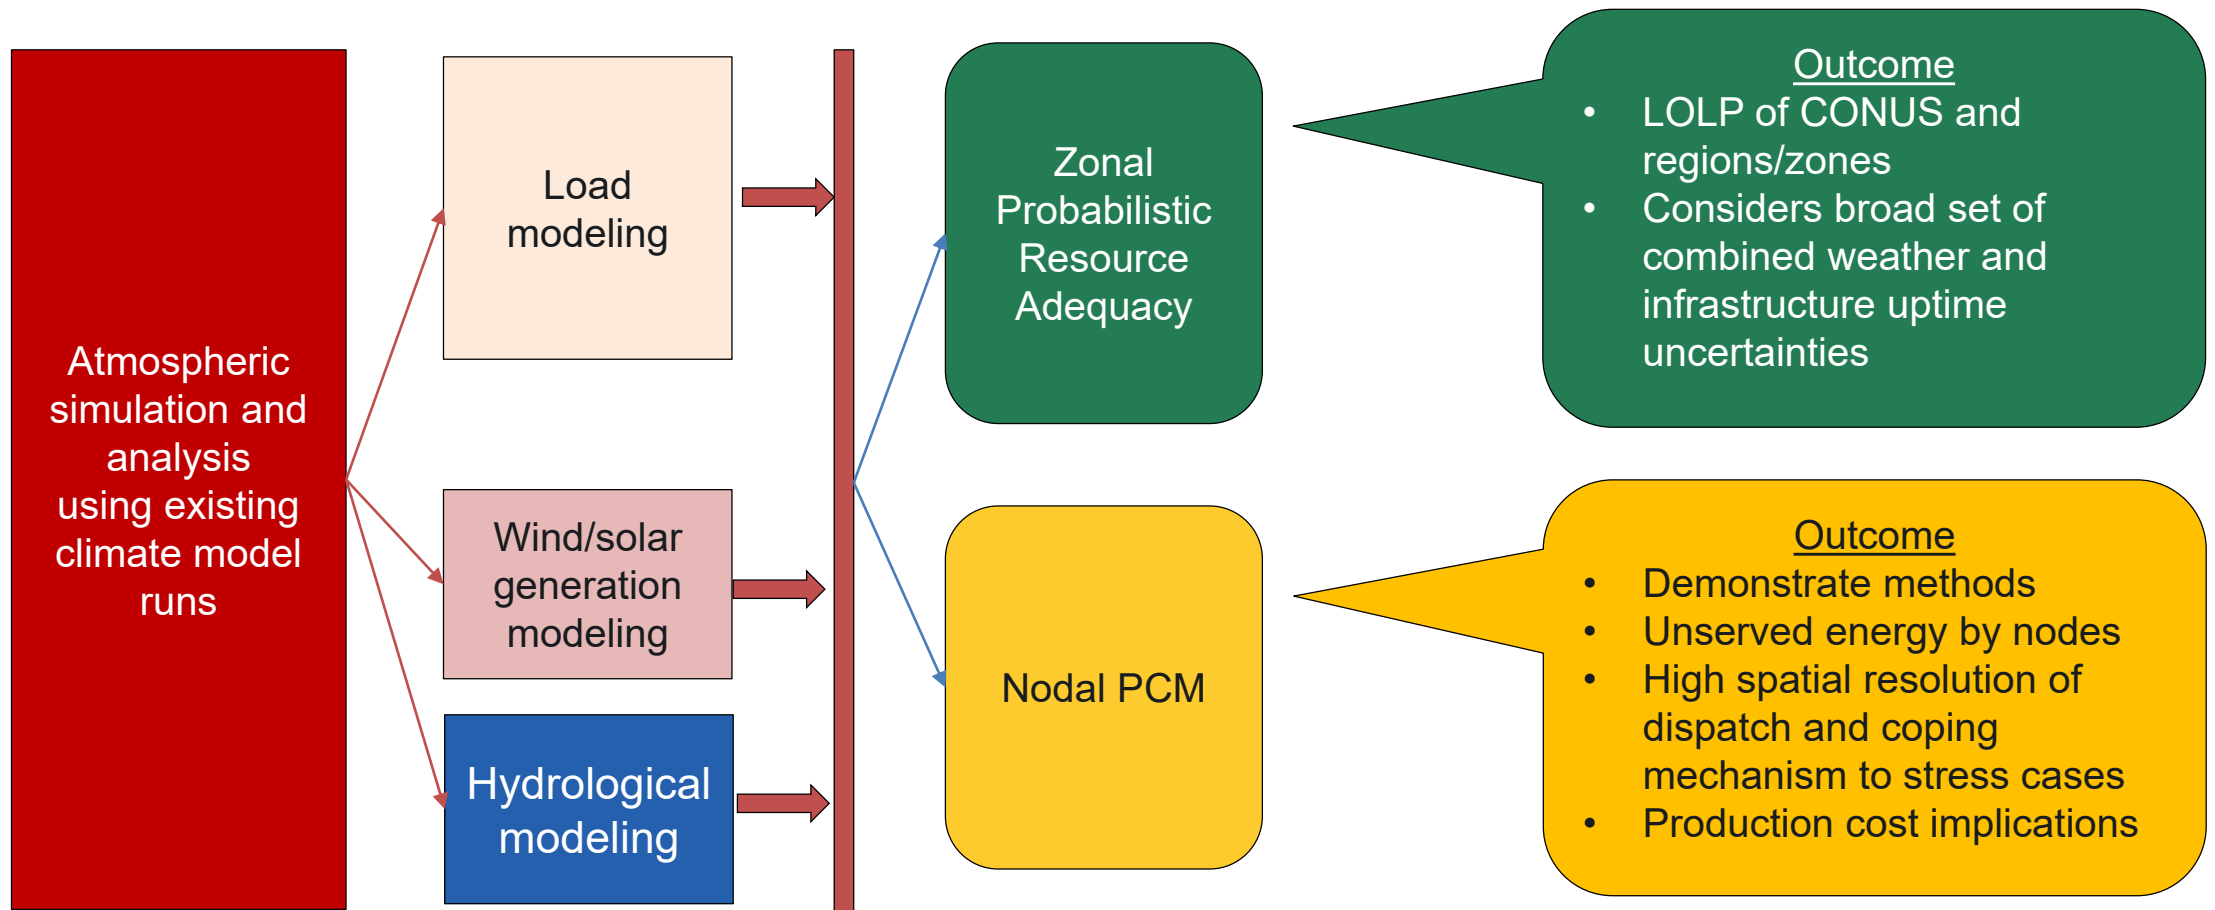 Atmospheric
simulation and
analysis
using existing
climate model
runs
Load
modeling
Wind/solar
generation
modeling
Hydrological
modeling
Zonal
Probabilistic
Resource
Adequacy
Nodal PCM
Outcome
• LOLP of CONUS and
regions/zones
• Considers broad set of
combined weather and
infrastructure uptime
uncertainties
Outcome
• Demonstrate methods
• Unserved energy by nodes
• High spatial resolution of
dispatch and coping
mechanism to stress cases
• Production cost implications